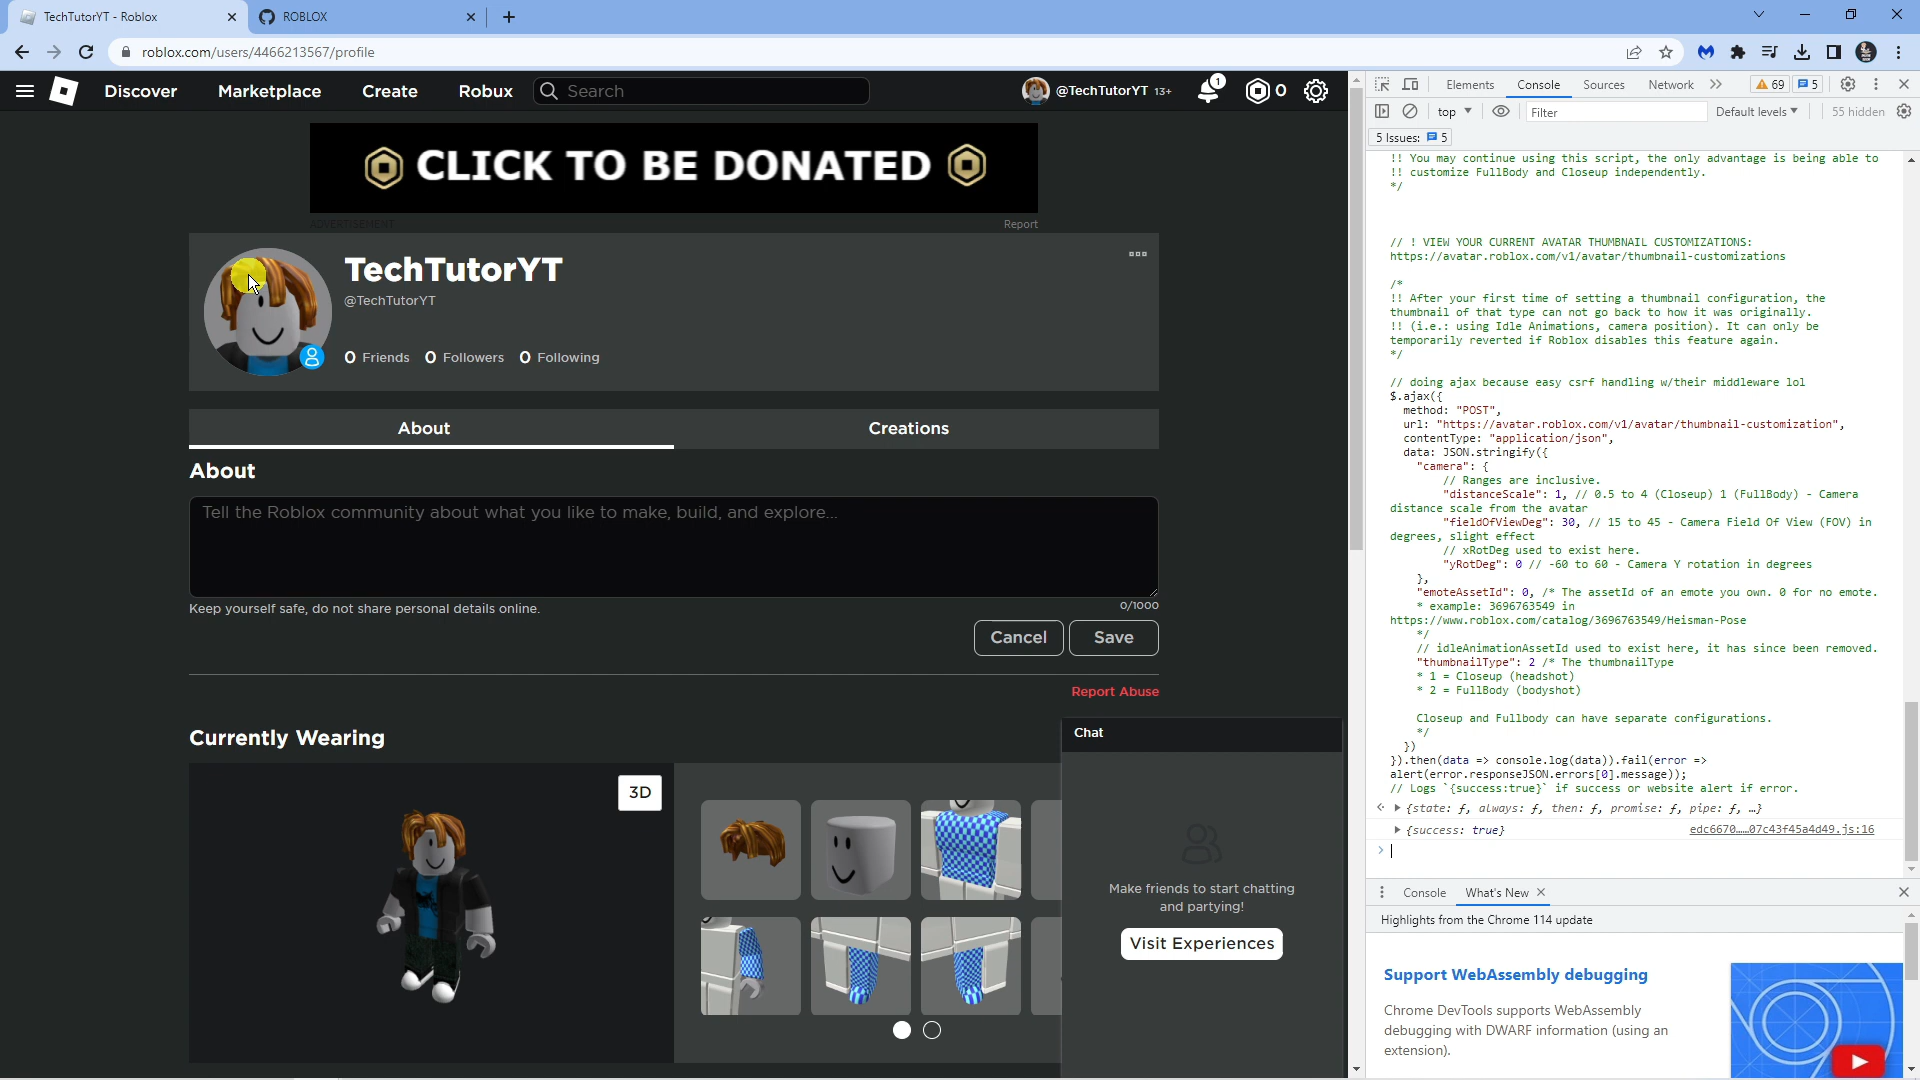 TechTutorYT - Roblox
ROBLOX
roblox.com/users/4466213567/profile
Discover
Marketplace
Create
Robux
Search
@TechTutorYT 13+
1
0
CLICK TO BE DONATED
ADVERTISEMENT
Report
TechTutorYT
@TechTutorYT
0 Friends 0 Followers 0 Following
About
Creations
About
Tell the Roblox community about what you like to make, build, and explore...
Keep yourself safe, do not share personal details online.
0/1000
Cancel
Save
Report Abuse
Currently Wearing
3D
Chat
Make friends to start chatting
and partying!
Visit Experiences
Elements
Console
Sources
Network
69
5
top
Filter
Default levels
55 hidden
5 Issues: 5
!! You may continue using this script, the only advantage is being able to
!! customize FullBody and Closeup independently.
*/
// ! VIEW YOUR CURRENT AVATAR THUMBNAIL CUSTOMIZATIONS:
https://avatar.roblox.com/v1/avatar/thumbnail-customizations
/*
!! After your first time of setting a thumbnail configuration, the
thumbnail of that type can not go back to how it was originally.
!! (i.e.: using Idle Animations, camera position). It can only be
temporarily reverted if Roblox disables this feature again.
*/
// doing ajax because easy csrf handling w/their middleware lol
$.ajax({
method: "POST",
url: "https://avatar.roblox.com/v1/avatar/thumbnail-customization",
contentType: "application/json",
data: JSON.stringify({
"camera": {
// Ranges are inclusive.
"distanceScale": 1, // 0.5 to 4 (Closeup) 1 (FullBody) - Camera
distance scale from the avatar
"fieldOfViewDeg": 30, // 15 to 45 - Camera Field Of View (FOV) in
degrees, slight effect
// xRotDeg used to exist here.
"yRotDeg": 0 // -60 to 60 - Camera Y rotation in degrees
},
"emoteAssetId": 0, /* The assetId of an emote you own. 0 for no emote.
* example: 3696763549 in
https://www.roblox.com/catalog/3696763549/Heisman-Pose
*/
// idleAnimationAssetId used to exist here, it has since been removed.
"thumbnailType": 2 /* The thumbnailType
* 1 = Closeup (headshot)
* 2 = FullBody (bodyshot)
Closeup and Fullbody can have separate configurations.
*/
})
}).then(data => console.log(data)).fail(error =>
alert(error.responseJSON.errors[0].message));
// Logs `{success:true}` if success or website alert if error.
{state: ƒ, always: ƒ, then: ƒ, promise: ƒ, pipe: ƒ, …}
{success: true}
edc6670……07c43f45a4d49.js:16
Console
What's New
Highlights from the Chrome 114 update
Support WebAssembly debugging
Chrome DevTools supports WebAssembly
debugging with DWARF information (using an
extension).